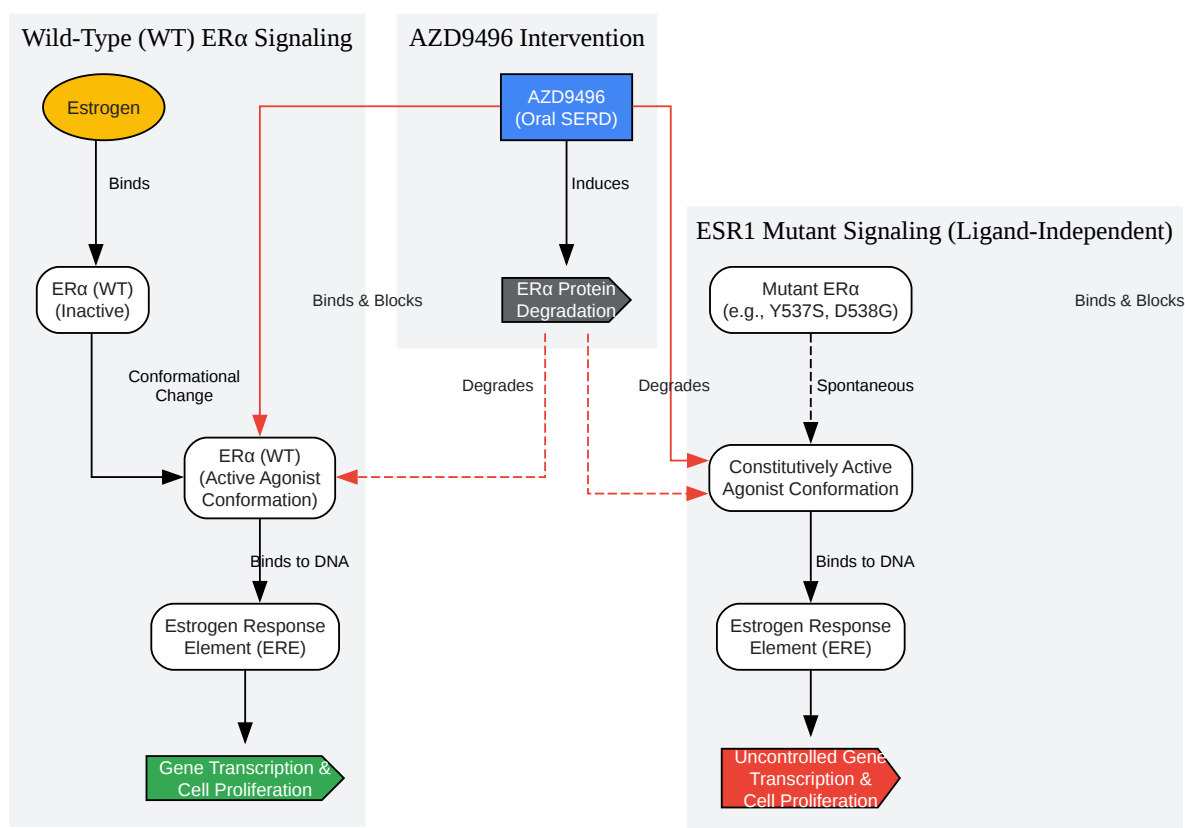 Wild-Type (WT) ERα Signaling
Estrogen
Binds
ERα (WT)
(Inactive)
Conformational
Change
ERα (WT)
(Active Agonist
Conformation)
Binds to DNA
Estrogen Response
Element (ERE)
Gene Transcription &
Cell Proliferation
AZD9496 Intervention
AZD9496
(Oral SERD)
Induces
ERα Protein
Degradation
Binds & Blocks
Degrades
Degrades
ESR1 Mutant Signaling (Ligand-Independent)
Mutant ERα
(e.g., Y537S, D538G)
Binds & Blocks
Spontaneous
Constitutively Active
Agonist Conformation
Binds to DNA
Estrogen Response
Element (ERE)
Uncontrolled Gene
Transcription &
Cell Proliferation